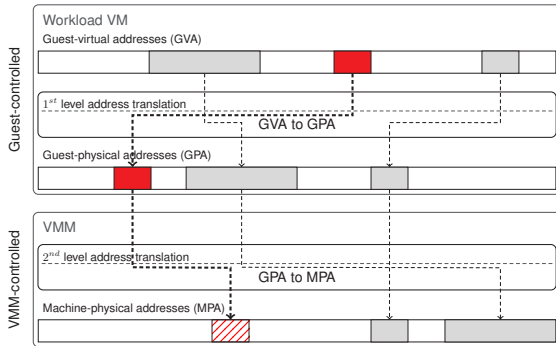 Guest-controlled
Workload VM
Guest-virtual addresses (GVA)
1st level address translation
GVA to GPA
Guest-physical addresses (GPA)
VMM-controlled
VMM
2nd level address translation
GPA to MPA
Machine-physical addresses (MPA)